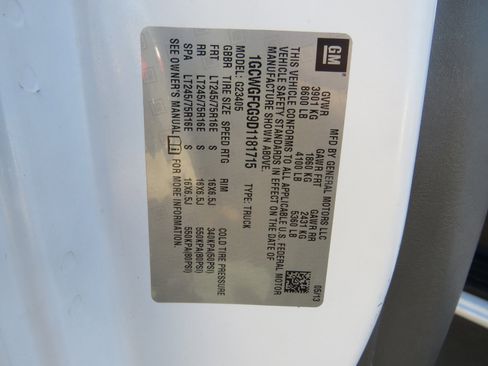 GM
MFD BY GENERAL MOTORS LLC
05/13
GVWR GAWR FRT GAWR RR
3901 KG 1860 KG 2431 KG
8600 LB 4100 LB 5360 LB
THIS VEHICLE CONFORMS TO ALL APPLICABLE U.S. FEDERAL MOTOR
VEHICLE SAFETY STANDARDS IN EFFECT ON THE DATE OF
MANUFACTURE SHOWN ABOVE.
1GCWGFCG9D1181715 TYPE: TRUCK
MODEL: G23405
GBBR TIRE SIZE SPEED RTG RIM COLD TIRE PRESSURE
FRT LT245/75R16E S 16X6.5J 340KPA(50PSI)
RR LT245/75R16E S 16X6.5J 550KPA(80PSI)
SPA LT245/75R16E S 16X6.5J 550KPA(80PSI)
SEE OWNER'S MANUAL FOR MORE INFORMATION.